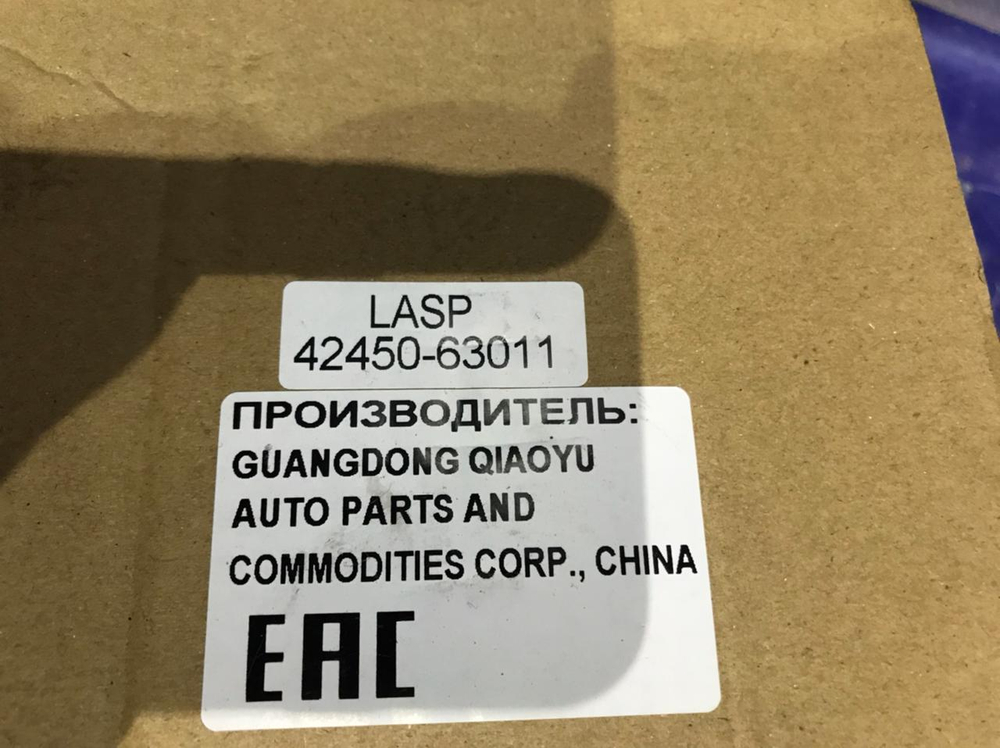 LASP
42450-63011
ПРОИЗВОДИТЕЛЬ:
GUANGDONG QIAOYU
AUTO PARTS AND
COMMODITIES CORP., CHINA
EAC